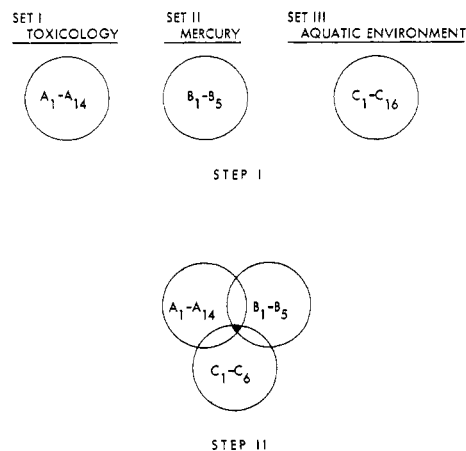 SET I SET II SET III
TOXICOLOGY MERCURY AQUATIC ENVIRONMENT
A1-A14 B1-B5 C1-C16
STEP I
A1-A14 B1-B5
C1-C6
STEP II